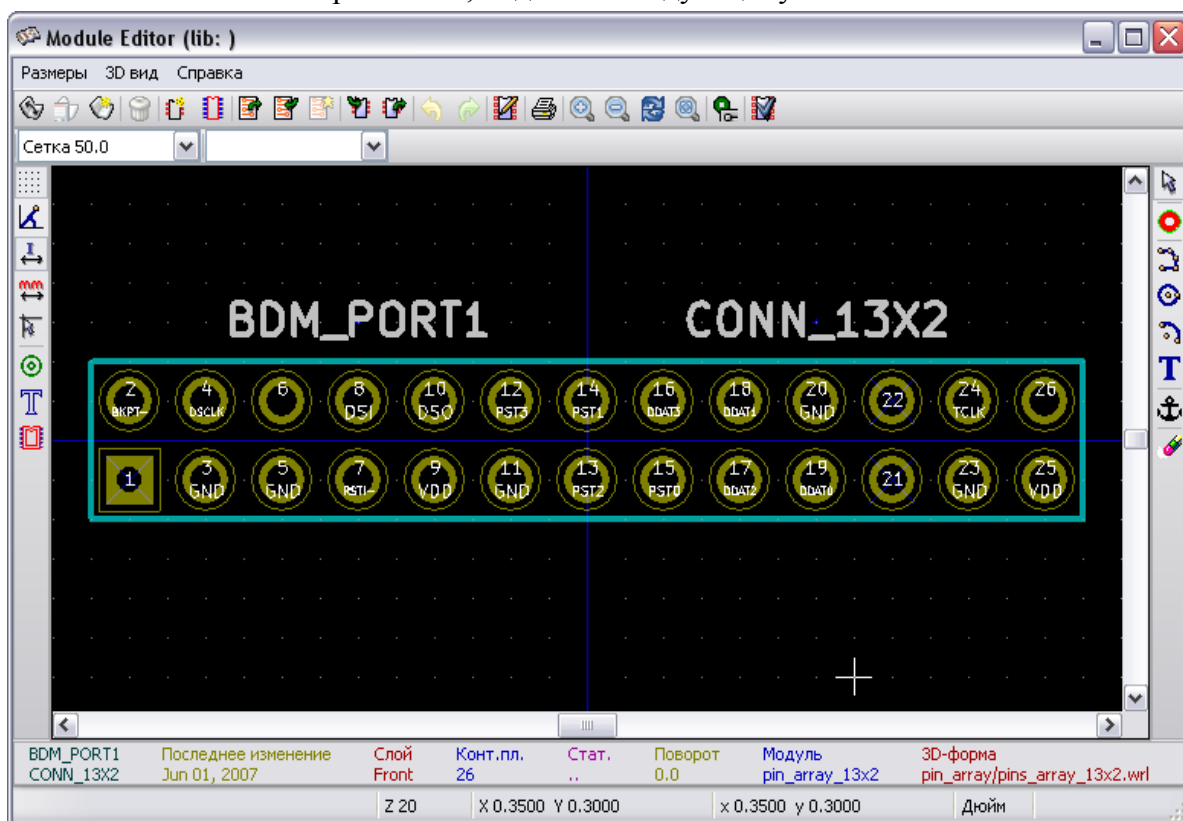 Module Editor (lib: )
Размеры 3D вид Справка
Сетка 50.0
BDM_PORT1 CONN_13X2
2 4 6 8 10 12 14 16 18 20 22 24 26
BKPT- DSCLK DSI DSO PST3 PST1 DDAT3 DDAT1 GND TCLK
1 3 5 7 9 11 13 15 17 19 21 23 25
GND GND RSTI- VDD GND PST2 PST0 DDAT2 DDAT0 GND VDD
BDM_PORT1 Последнее изменение Слой Конт.пл. Стат. Поворот Модуль 3D-форма
CONN_13X2 Jun 01, 2007 Front 26 .. 0.0 pin_array_13x2 pin_array/pins_array_13x2.wrl
Z 20 X 0.3500 Y 0.3000 x 0.3500 y 0.3000 Дюйм